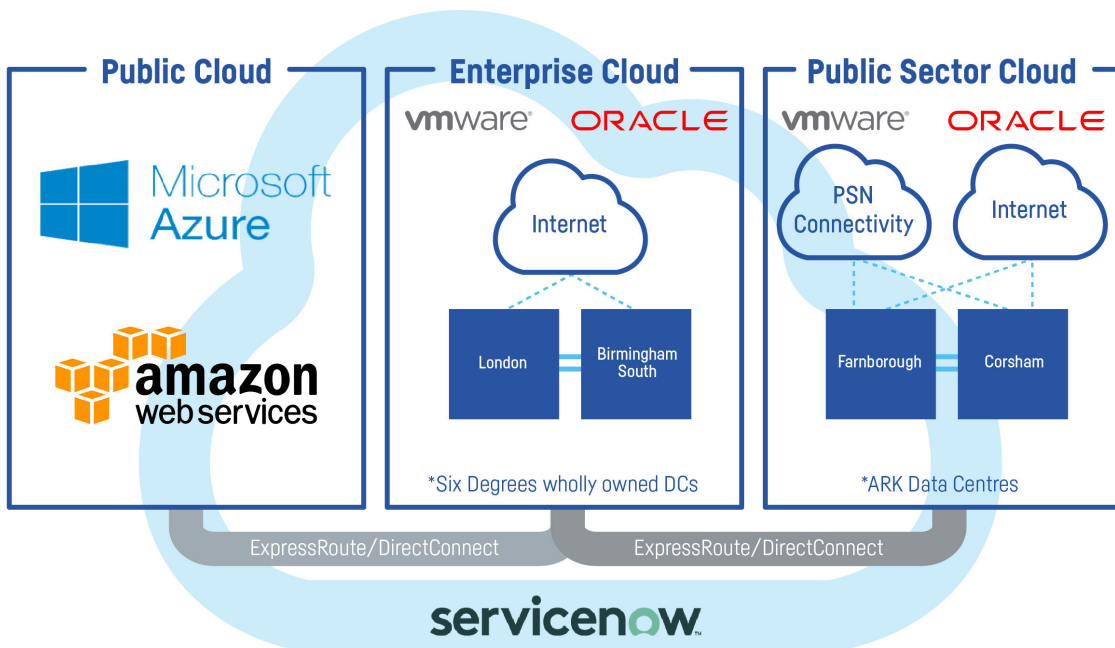 Public Cloud
Microsoft
Azure
amazon
web services
Enterprise Cloud
vmware®
ORACLE
Internet
London
Birmingham
South
*Six Degrees wholly owned DCs
Public Sector Cloud
vmware®
ORACLE
PSN
Connectivity
Internet
Farnborough
Corsham
*ARK Data Centres
ExpressRoute/DirectConnect
ExpressRoute/DirectConnect
servicenow™